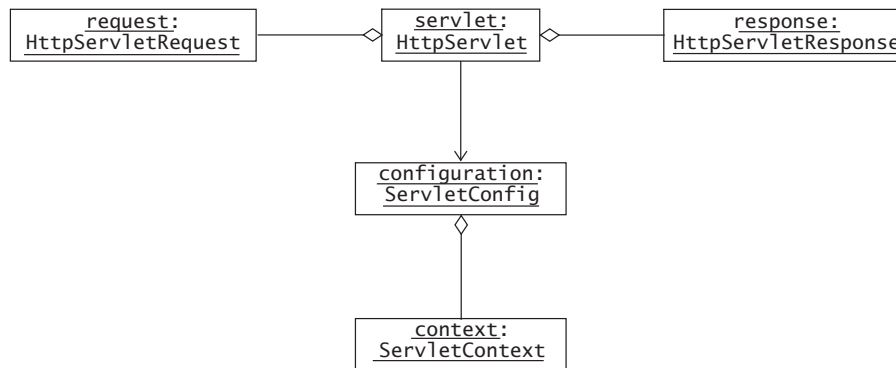 request:
HttpServletRequest
servlet:
HttpServlet
response:
HttpServletResponse
configuration:
ServletConfig
context:
ServletContext